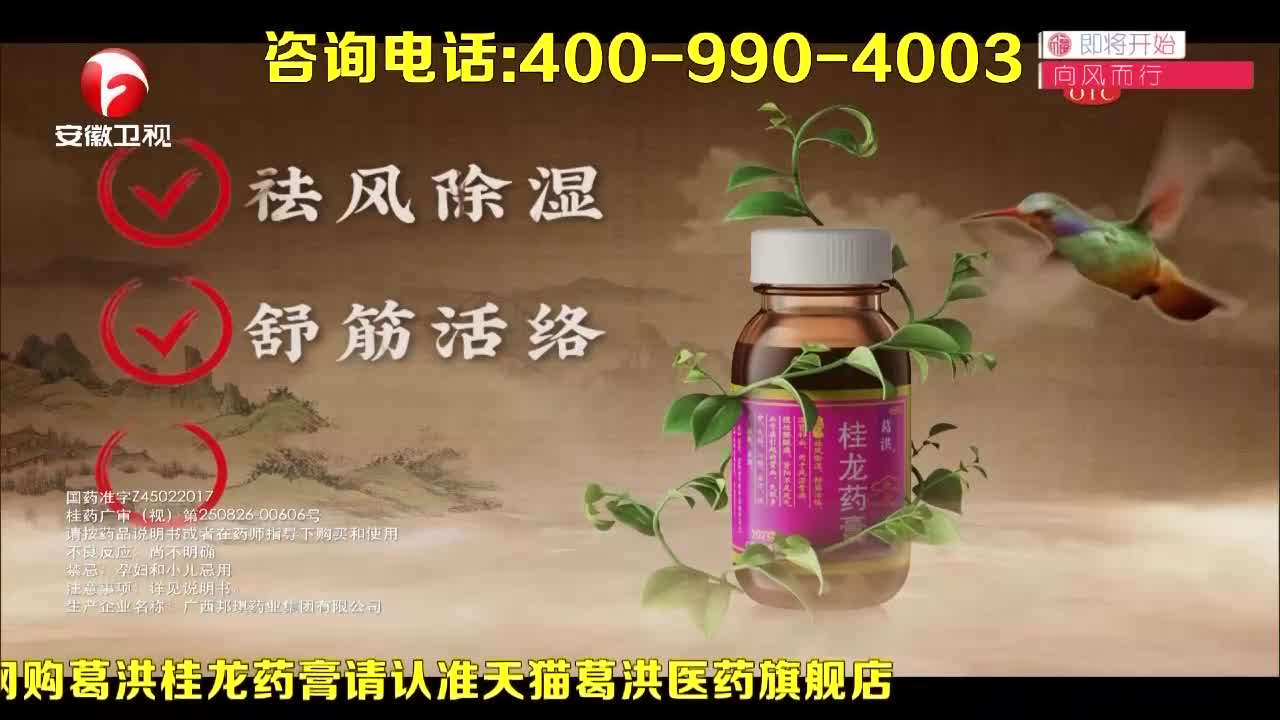 咨询电话:400-990-4003
即将开始
向风而行
OTC
安徽卫视
祛风除湿
舒筋活络
葛洪
桂龙药膏
202g
国药准字Z45022017
桂药广审（视）第250826-00606号
请按药品说明书或者在药师指导下购买和使用
不良反应：尚不明确
禁忌：孕妇和小儿忌用
注意事项：详见说明书
生产企业名称：广西邦琪药业集团有限公司
网购葛洪桂龙药膏请认准天猫葛洪医药旗舰店